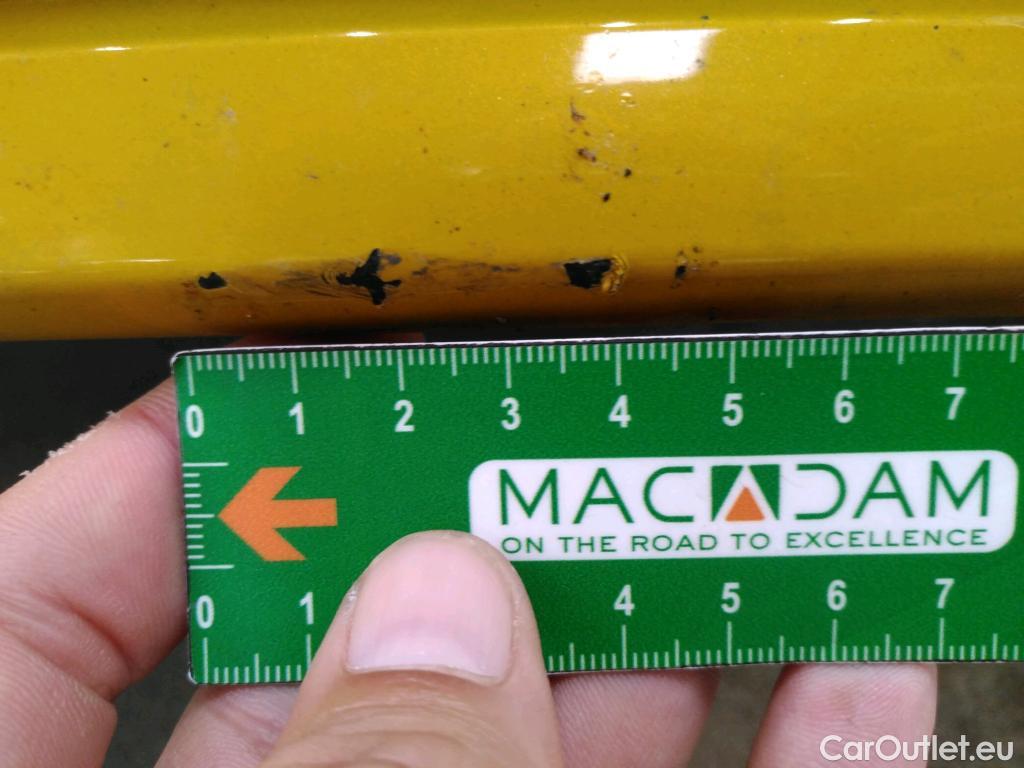 0 1 2 3 4 5 6 7
MACADAM
ON THE ROAD TO EXCELLENCE
0 1 4 5 6 7
CarOutlet.eu